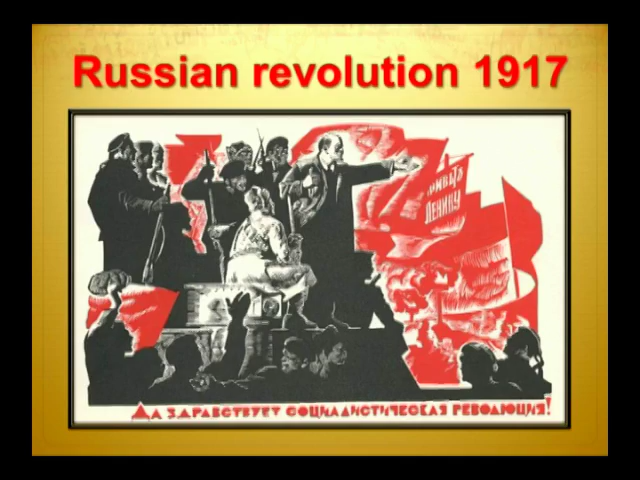 Russian revolution 1917
ЛЕНИНУ
ДА ЗДРАВСТВУЕТ СОЦИАЛИСТИЧЕСКАЯ РЕВОЛЮЦИЯ!